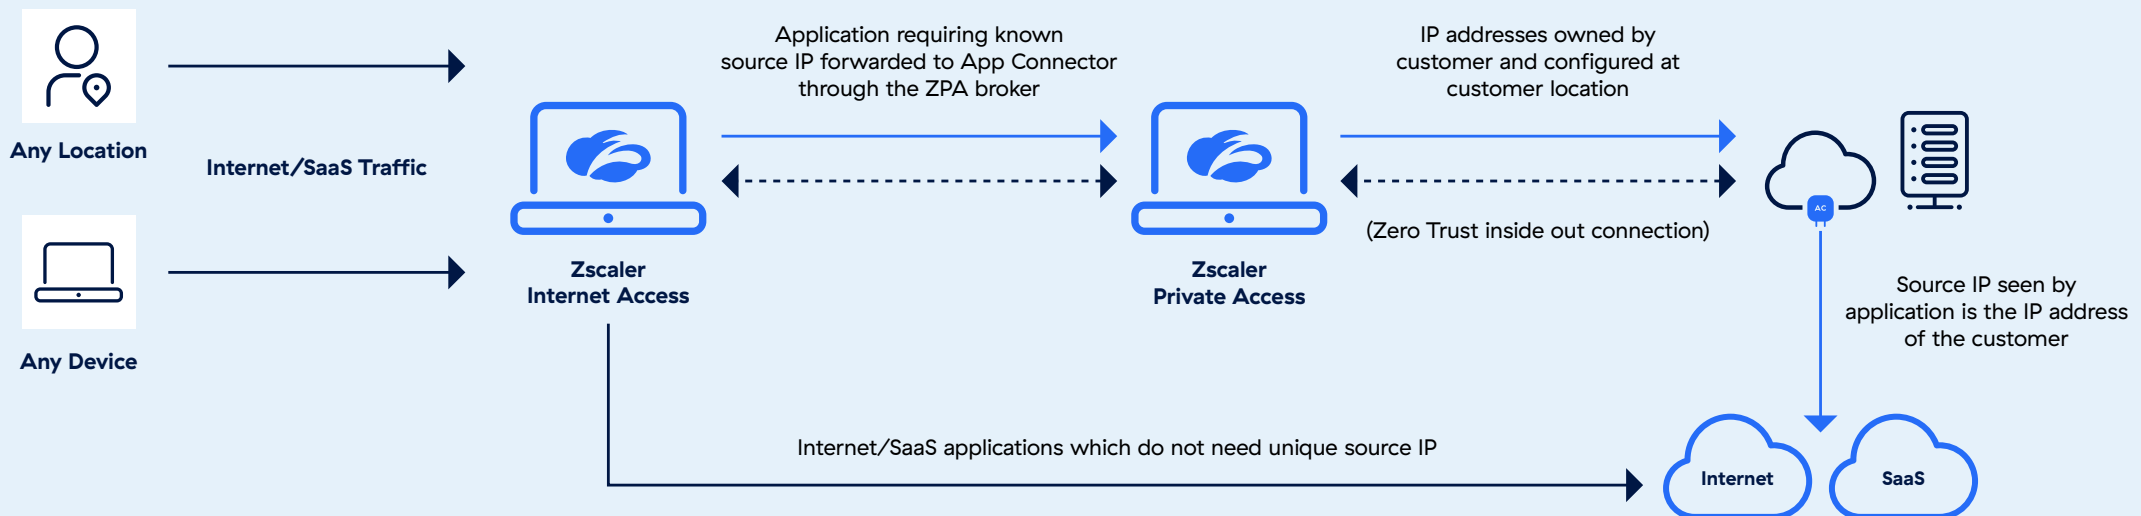 Any Location
Internet/SaaS Traffic
Any Device
Application requiring known
source IP forwarded to App Connector
through the ZPA broker
IP addresses owned by
customer and configured at
customer location
(Zero Trust inside out connection)
Zscaler
Internet Access
Zscaler
Private Access
AC
Source IP seen by
application is the IP address
of the customer
Internet/SaaS applications which do not need unique source IP
Internet
SaaS